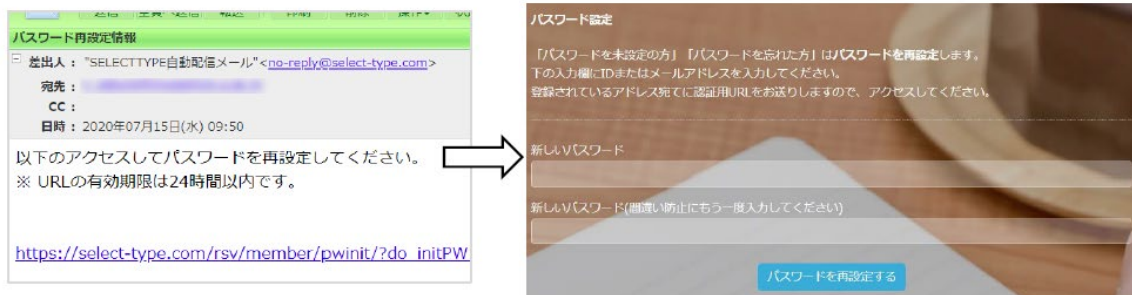 送信 全員へ送信 転送 印刷 削除
パスワード再設定情報
差出人： "SELECTTYPE自動配信メール"<no-reply@select-type.com>
宛先：
CC：
日時：2020年07月15日(水) 09:50
以下のアクセスしてパスワードを再設定してください。
※ URLの有効期限は24時間以内です。
https://select-type.com/rsv/member/pwinit/?do_initPW
パスワード設定
「パスワードを未設定の方」「パスワードを忘れた方」はパスワードを再設定します。
下の入力欄にIDまたはメールアドレスを入力してください。
登録されているアドレス宛てに認証用URLをお送りしますので、アクセスしてください。
新しいパスワード
新しいパスワード(間違い防止にもう一度入力してください)
パスワードを再設定する